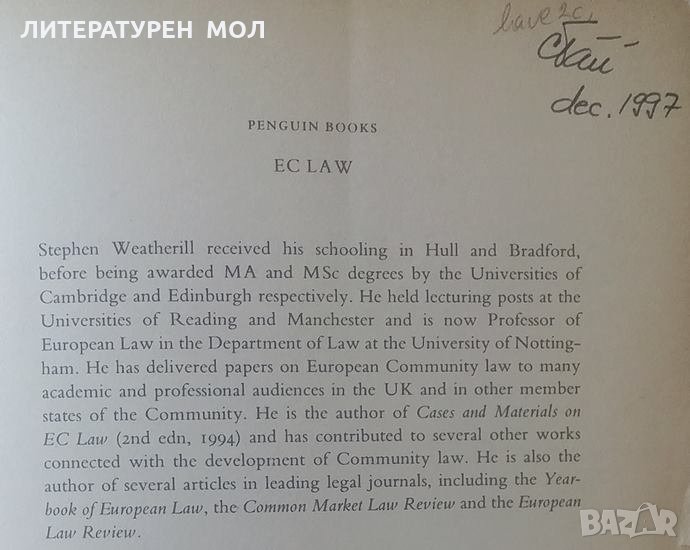 ЛИТЕРАТУРЕН МОЛ
dec. 1997
PENGUIN BOOKS
EC LAW
Stephen Weatherill received his schooling in Hull and Bradford,
before being awarded MA and MSc degrees by the Universities of
Cambridge and Edinburgh respectively. He held lecturing posts at the
Universities of Reading and Manchester and is now Professor of
European Law in the Department of Law at the University of Notting-
ham. He has delivered papers on European Community law to many
academic and professional audiences in the UK and in other member
states of the Community. He is the author of Cases and Materials on
EC Law (2nd edn, 1994) and has contributed to several other works
connected with the development of Community law. He is also the
author of several articles in leading legal journals, including the Year-
book of European Law, the Common Market Law Review and the European
Law Review.
BAZAR